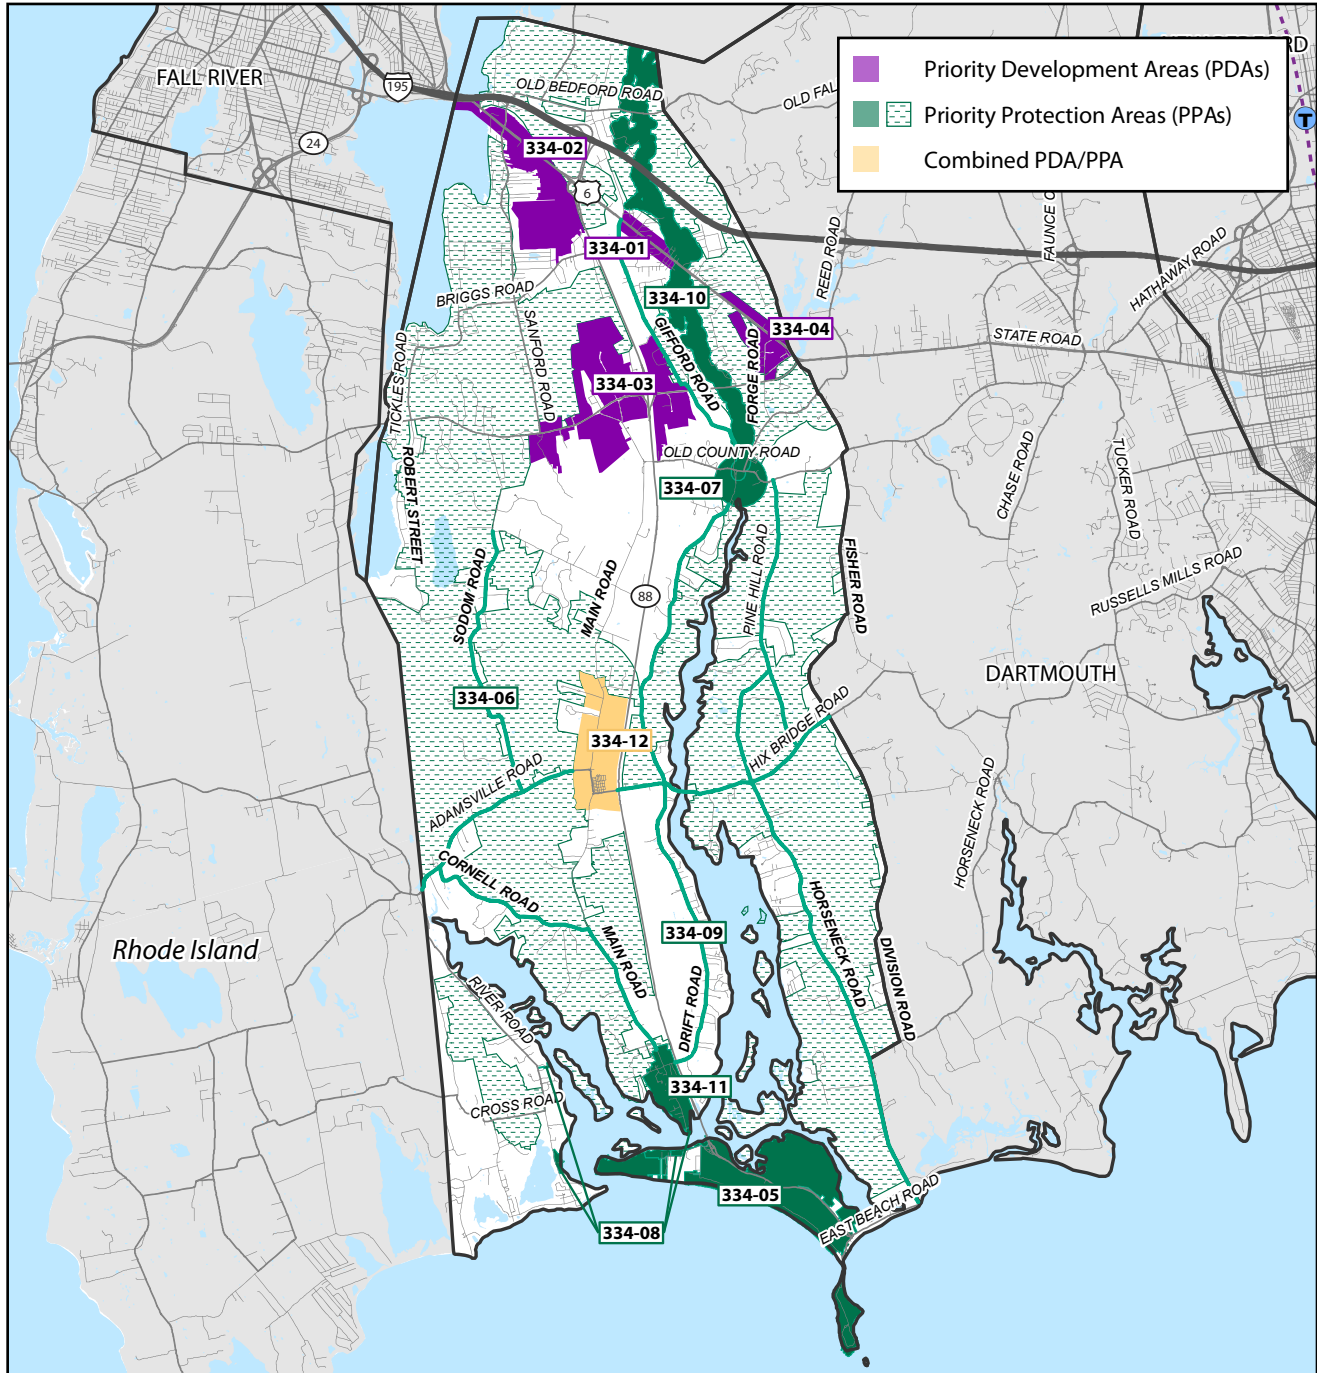 FALL RIVER
195
24
OLD BEDFORD ROAD
OLD FAL
RD
Priority Development Areas (PDAs)
Priority Protection Areas (PPAs)
Combined PDA/PPA
T
334-02
6
334-01
334-10
334-04
334-03
BRIGGS ROAD
SANFORD ROAD
GIFFORD ROAD
FORGE ROAD
REED ROAD
FAUNCE C
HATHAWAY ROAD
STATE ROAD
TICKLES ROAD
ROBERT STREET
OLD COUNTY ROAD
334-07
CHASE ROAD
TUCKER ROAD
RUSSELLS MILLS ROAD
SODOM ROAD
MAIN ROAD
88
PINE HILL ROAD
FISHER ROAD
DARTMOUTH
334-06
334-12
HIX BRIDGE ROAD
ADAMSVILLE ROAD
HORSENECK ROAD
CORNELL ROAD
MAIN ROAD
334-09
HORSENECK ROAD
DIVISION ROAD
Rhode Island
RIVER ROAD
DRIFT ROAD
334-11
CROSS ROAD
334-05
334-08
EAST BEACH ROAD